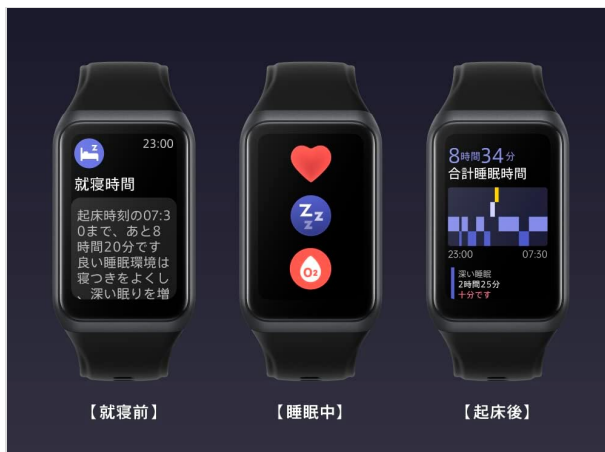 23:00
就寝時間
起床時刻の07:3
0まで、あと8
時間20分です
良い睡眠環境は
寝つきをよくし
、深い眠りを増
【就寝前】
Zzz
O2
【睡眠中】
8時間34分
合計睡眠時間
23:00 07:30
深い睡眠
2時間25分
十分です
【起床後】